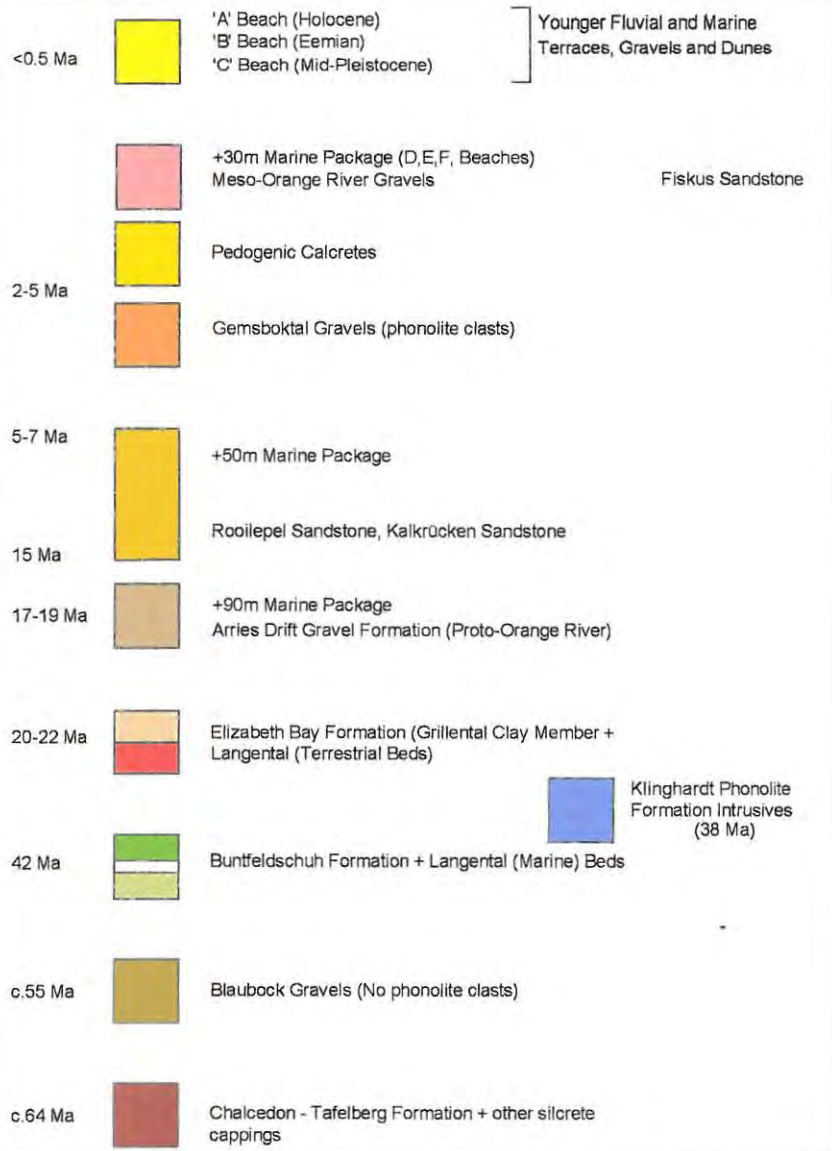 <0.5 Ma
'A' Beach (Holocene)
'B' Beach (Eemian)
'C' Beach (Mid-Pleistocene)
Younger Fluvial and Marine
Terraces, Gravels and Dunes
+30m Marine Package (D,E,F, Beaches)
Meso-Orange River Gravels
Fiskus Sandstone
Pedogenic Calcretes
2-5 Ma
Gemsboktal Gravels (phonolite clasts)
5-7 Ma
+50m Marine Package
Rooilepel Sandstone, Kalkrücken Sandstone
15 Ma
17-19 Ma
+90m Marine Package
Arries Drift Gravel Formation (Proto-Orange River)
20-22 Ma
Elizabeth Bay Formation (Grillental Clay Member +
Langental (Terrestrial Beds)
Klinghardt Phonolite
Formation Intrusives
(38 Ma)
42 Ma
Buntfeldschuh Formation + Langental (Marine) Beds
c.55 Ma
Blaubock Gravels (No phonolite clasts)
c.64 Ma
Chalcedon - Tafelberg Formation + other silcrete
cappings